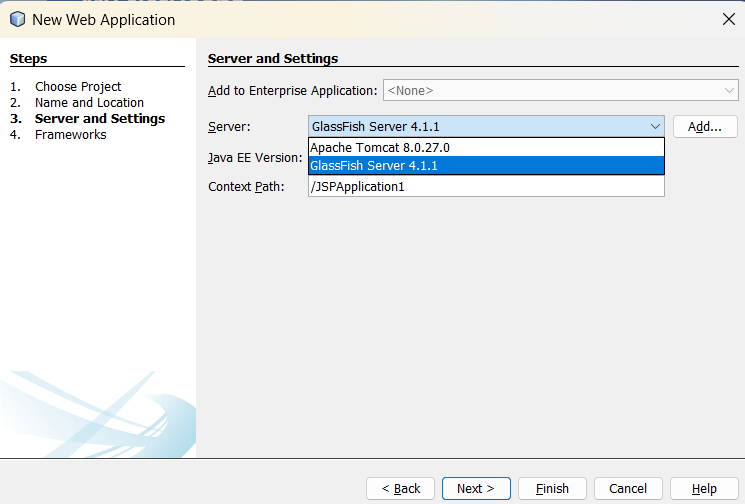 New Web Application
Steps
1. Choose Project
2. Name and Location
3. Server and Settings
4. Frameworks
Server and Settings
Add to Enterprise Application: <None>
Server: GlassFish Server 4.1.1 Add...
Apache Tomcat 8.0.27.0
Java EE Version:
GlassFish Server 4.1.1
Context Path: /JSPApplication1
< Back Next > Finish Cancel Help